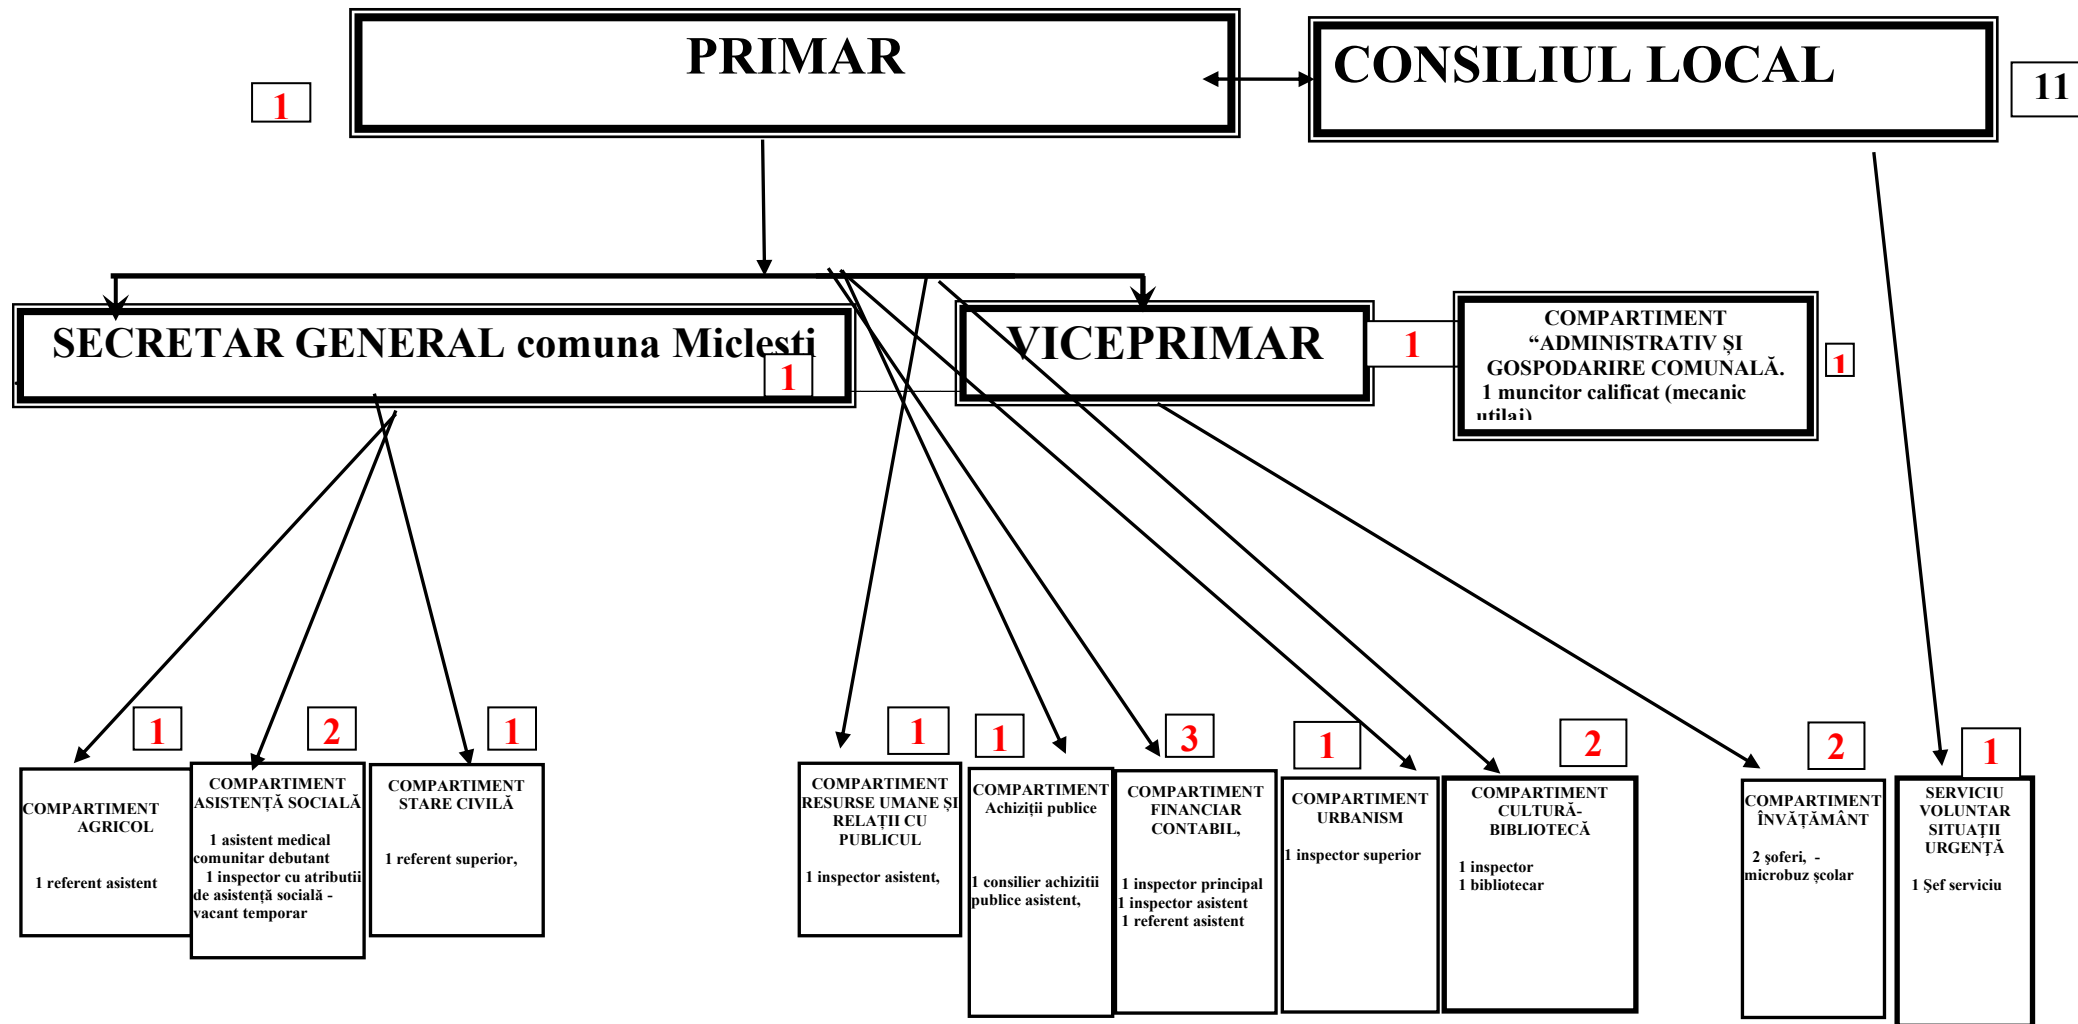 PRIMAR
1
CONSILIUL LOCAL
11
SECRETAR GENERAL comuna Miclești
1
VICEPRIMAR
1
COMPARTIMENT
“ADMINISTRATIV ȘI
GOSPODARIRE COMUNALĂ.
1 muncitor calificat (mecanic
utilaj)
1
1
COMPARTIMENT
AGRICOL
1 referent asistent
2
COMPARTIMENT
ASISTENȚĂ SOCIALĂ
1 asistent medical
comunitar debutant
1 inspector cu atributii
de asistență socială -
vacant temporar
1
COMPARTIMENT
STARE CIVILĂ
1 referent superior,
1
COMPARTIMENT
RESURSE UMANE ȘI
RELAȚII CU
PUBLICUL
1 inspector asistent,
1
COMPARTIMENT
Achiziții publice
1 consilier achizitii
publice asistent,
3
COMPARTIMENT
FINANCIAR
CONTABIL,
1 inspector principal
1 inspector asistent
1 referent asistent
1
COMPARTIMENT
URBANISM
1 inspector superior
2
COMPARTIMENT
CULTURĂ-
BIBLIOTECĂ
1 inspector
1 bibliotecar
2
COMPARTIMENT
ÎNVĂȚĂMÂNT
2 şoferi, -
microbuz școlar
1
SERVICIU
VOLUNTAR
SITUAȚII
URGENȚĂ
1 Şef serviciu